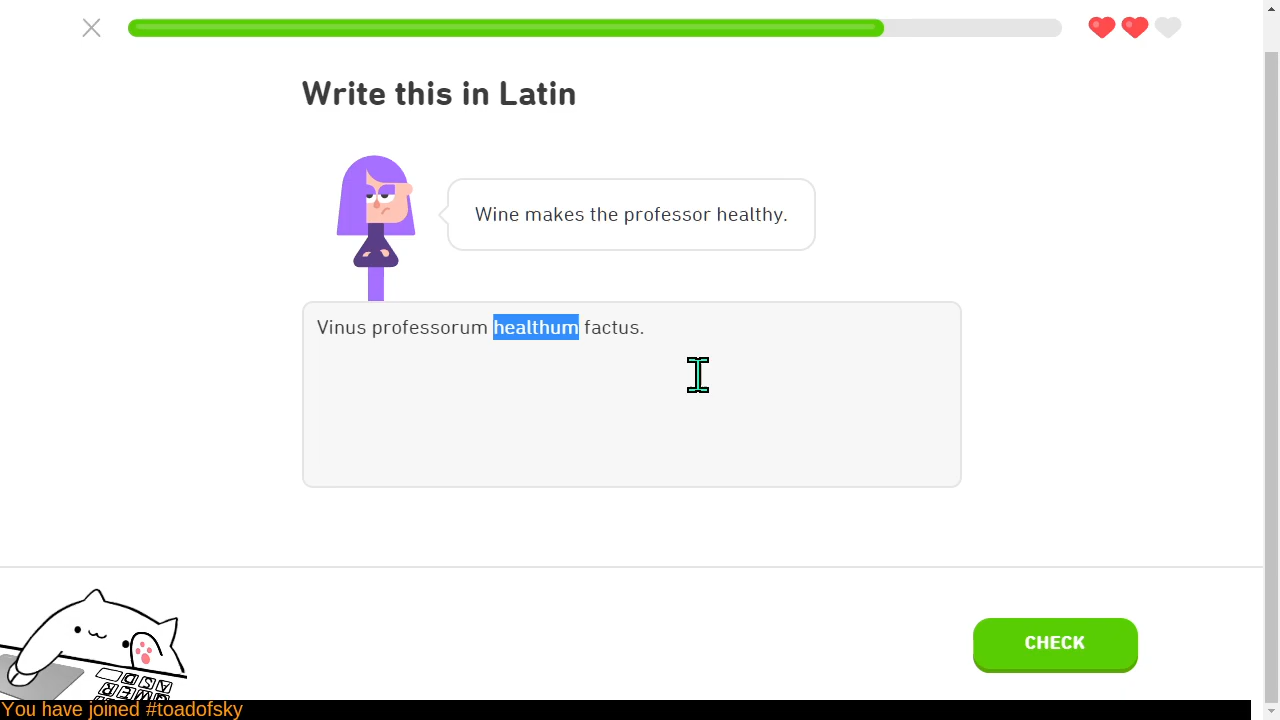 Write this in Latin
Wine makes the professor healthy.
Vinus professorum healthum factus.
CHECK
You have joined #toadofsky